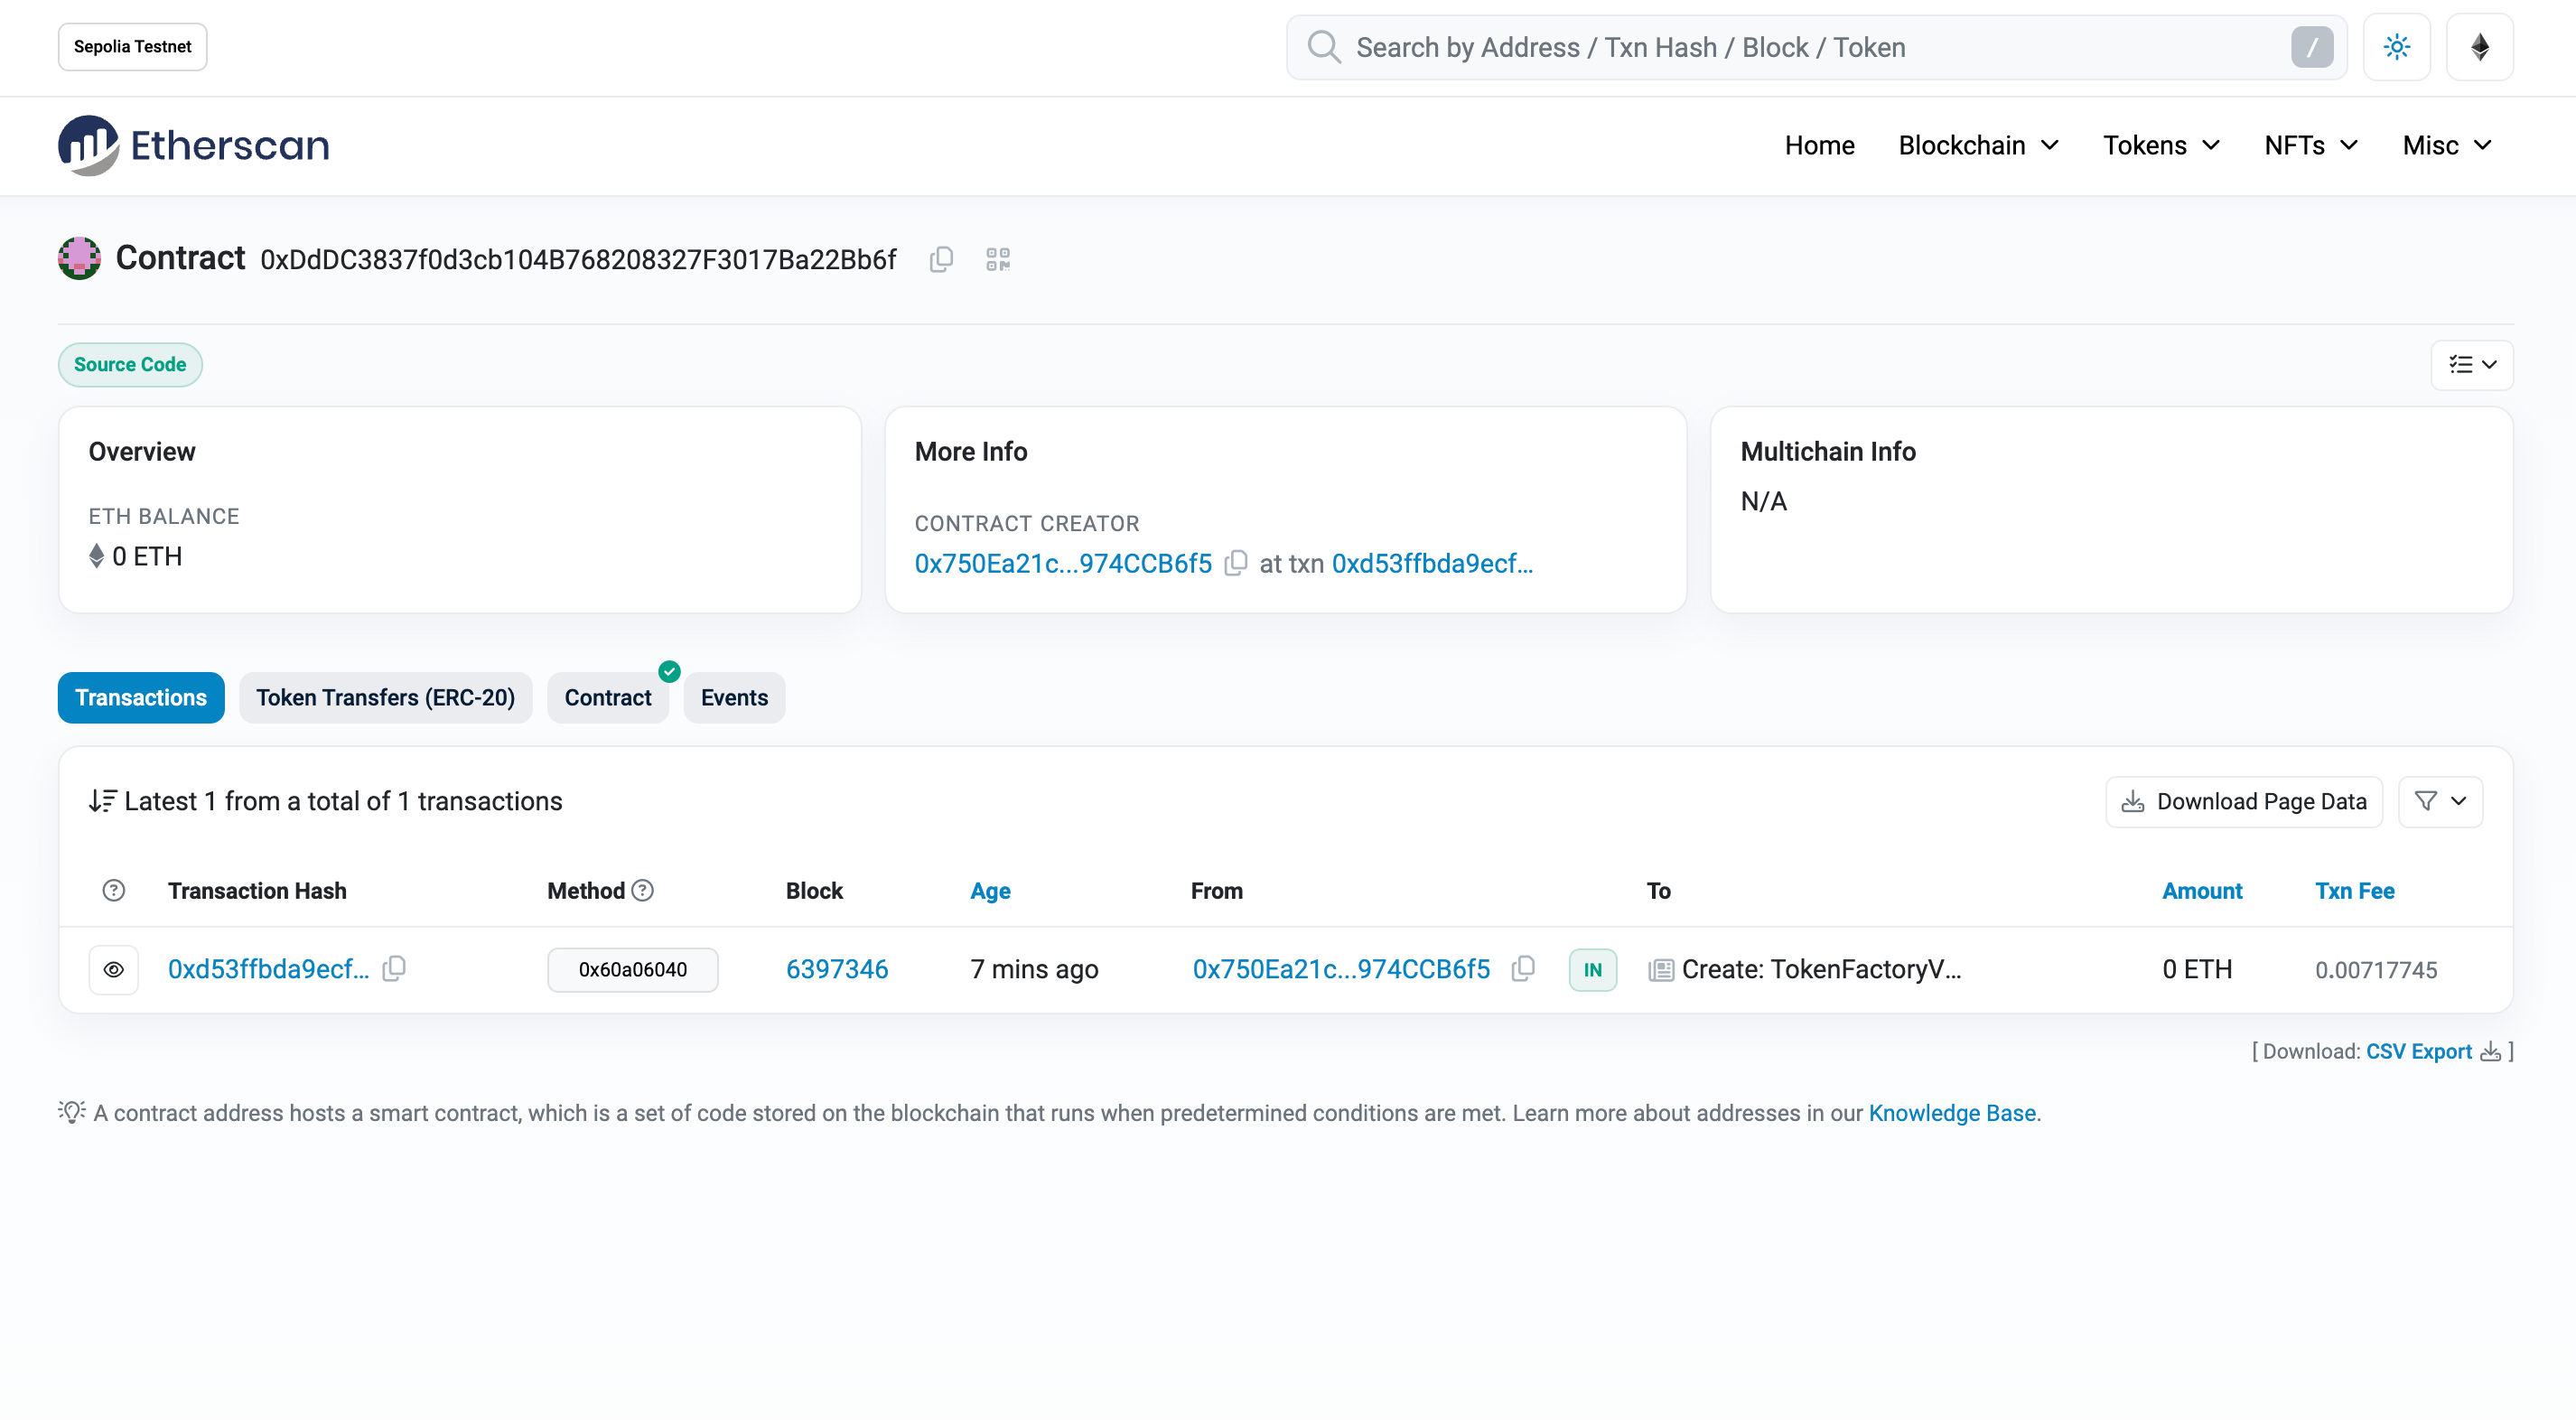 Sepolia Testnet
Search by Address / Txn Hash / Block / Token
/
Etherscan
Home Blockchain Tokens NFTs Misc
Contract 0xDdDC3837f0d3cb104B768208327F3017Ba22Bb6f
Source Code
Overview
ETH BALANCE
0 ETH
More Info
CONTRACT CREATOR
0x750Ea21c...974CCB6f5 at txn 0xd53ffbda9ecf...
Multichain Info
N/A
Transactions Token Transfers (ERC-20) Contract Events
Latest 1 from a total of 1 transactions
Download Page Data
Transaction Hash Method Block Age From To Amount Txn Fee
0xd53ffbda9ecf... 0x60a06040 6397346 7 mins ago 0x750Ea21c...974CCB6f5 IN Create: TokenFactoryV... 0 ETH 0.00717745
[ Download: CSV Export ]
A contract address hosts a smart contract, which is a set of code stored on the blockchain that runs when predetermined conditions are met. Learn more about addresses in our Knowledge Base.